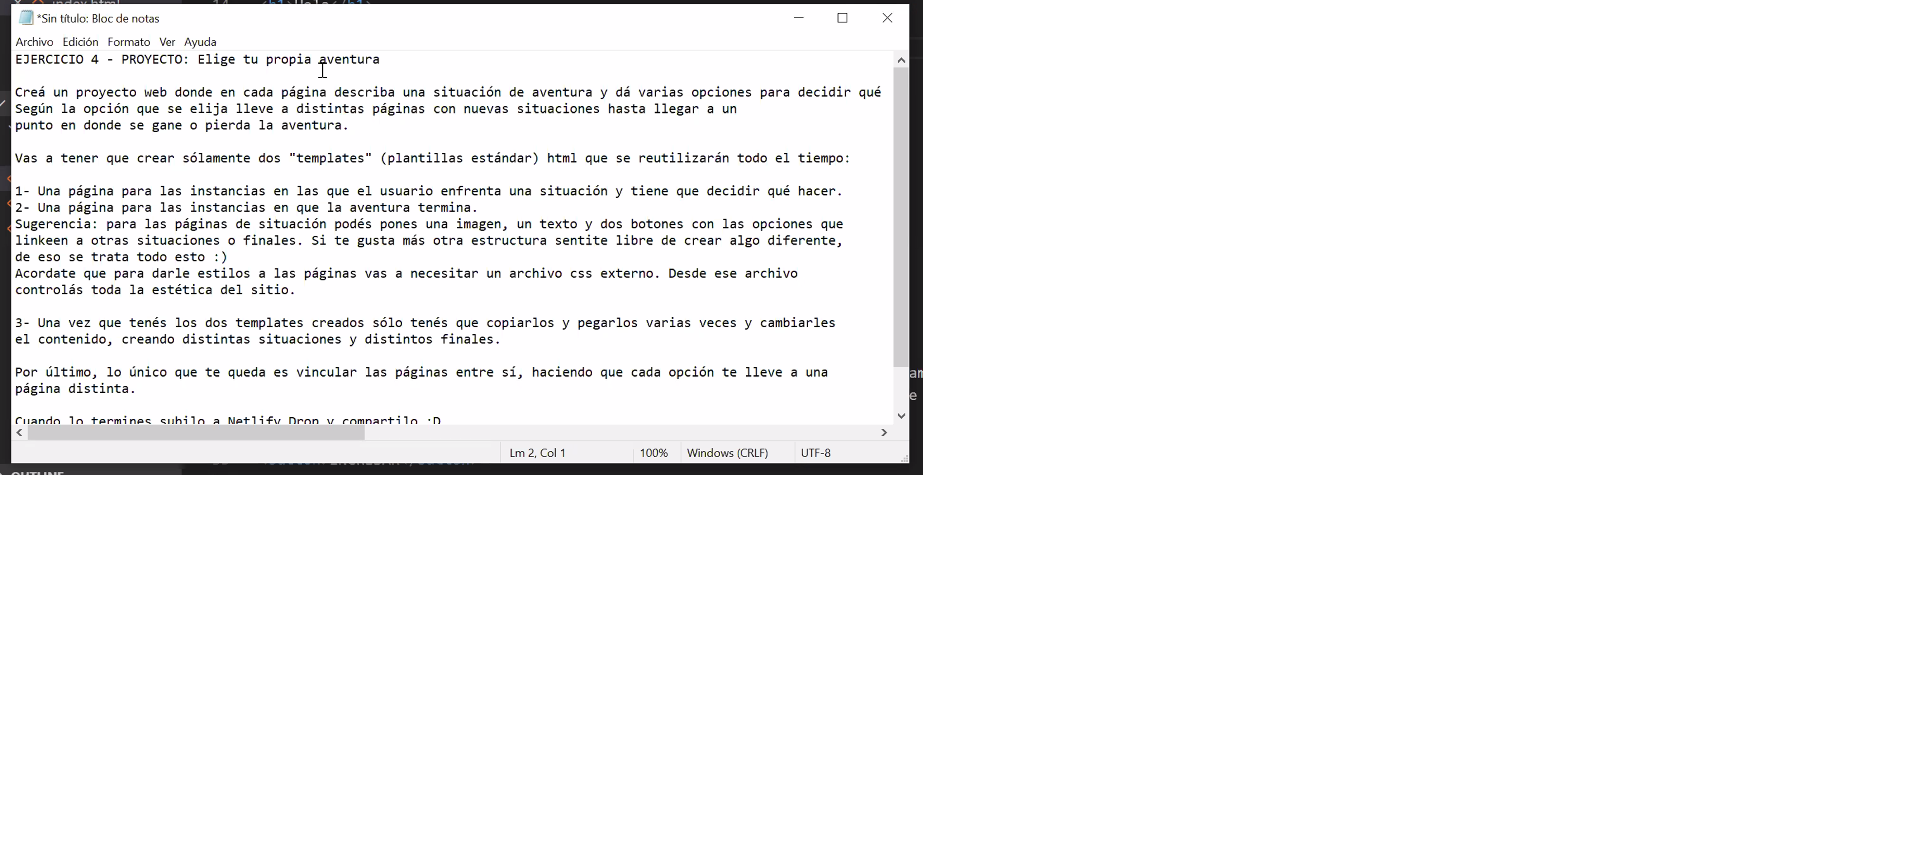 index.html
14 <h1>Hola</h1>
*Sin título: Bloc de notas
Archivo Edición Formato Ver Ayuda
EJERCICIO 4 - PROYECTO: Elige tu propia aventura
Creá un proyecto web donde en cada página describa una situación de aventura y dá varias opciones para decidir qué
Según la opción que se elija lleve a distintas páginas con nuevas situaciones hasta llegar a un
punto en donde se gane o pierda la aventura.
Vas a tener que crear sólamente dos "templates" (plantillas estándar) html que se reutilizarán todo el tiempo:
1- Una página para las instancias en las que el usuario enfrenta una situación y tiene que decidir qué hacer.
2- Una página para las instancias en que la aventura termina.
Sugerencia: para las páginas de situación podés pones una imagen, un texto y dos botones con las opciones que
linkeen a otras situaciones o finales. Si te gusta más otra estructura sentite libre de crear algo diferente,
de eso se trata todo esto :)
Acordate que para darle estilos a las páginas vas a necesitar un archivo css externo. Desde ese archivo
controlás toda la estética del sitio.
3- Una vez que tenés los dos templates creados sólo tenés que copiarlos y pegarlos varias veces y cambiarles
el contenido, creando distintas situaciones y distintos finales.
Por último, lo único que te queda es vincular las páginas entre sí, haciendo que cada opción te lleve a una
página distinta.
Cuando lo termines subilo a Netlify Drop y compartilo :D
Lm 2, Col 1 100% Windows (CRLF) UTF-8
OUTLINE